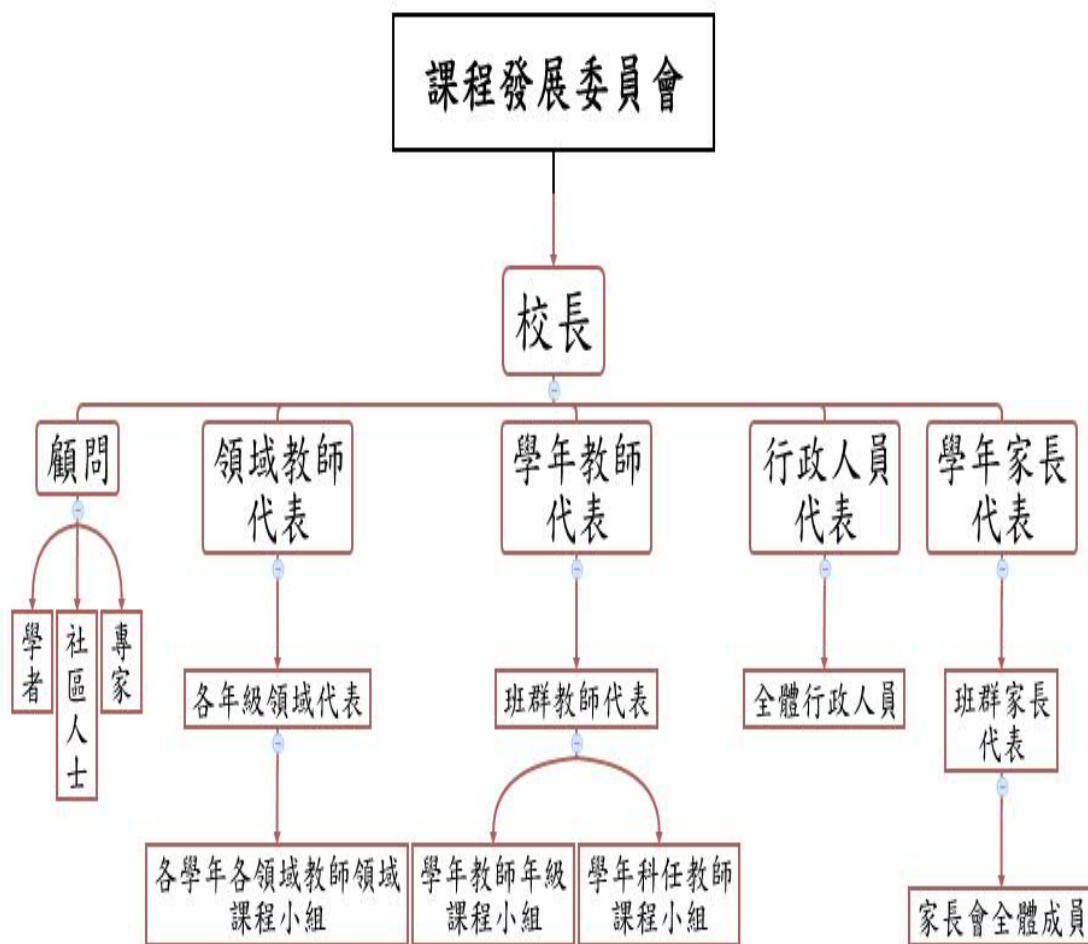 課程發展委員會
校長
顧問
領域教師
代表
學年教師
代表
行政人員
代表
學年家長
代表
學者
社區人士
專家
各年級領域代表
班群教師代表
全體行政人員
班群家長
代表
各學年各領域教師領域
課程小組
學年教師年級
課程小組
學年科任教師
課程小組
家長會全體成員